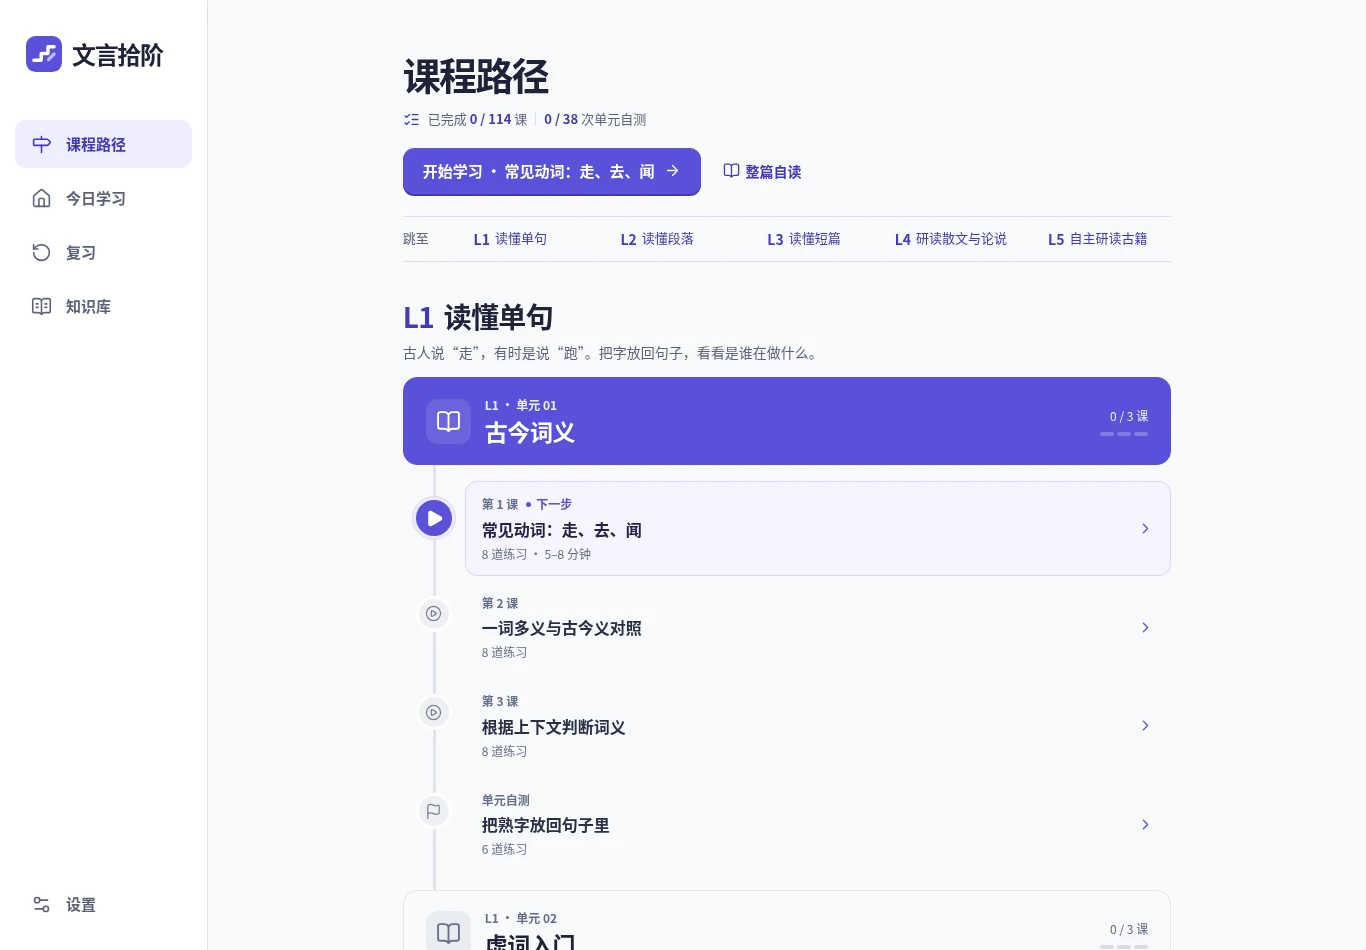 文言拾阶
课程路径
今日学习
复习
知识库
设置
课程路径
已完成 0 / 114 课 0 / 38 次单元自测
开始学习 · 常见动词：走、去、闻
整篇自读
跳至 L1 读懂单句 L2 读懂段落 L3 读懂短篇 L4 研读散文与论说 L5 自主研读古籍
L1 读懂单句
古人说“走”，有时是说“跑”。把字放回句子，看看是谁在做什么。
L1 · 单元 01
古今词义
0 / 3 课
第 1 课 • 下一步
常见动词：走、去、闻
8 道练习 · 5–8 分钟
第 2 课
一词多义与古今义对照
8 道练习
第 3 课
根据上下文判断词义
8 道练习
单元自测
把熟字放回句子里
6 道练习
L1 · 单元 02
虚词入门
0 / 3 课